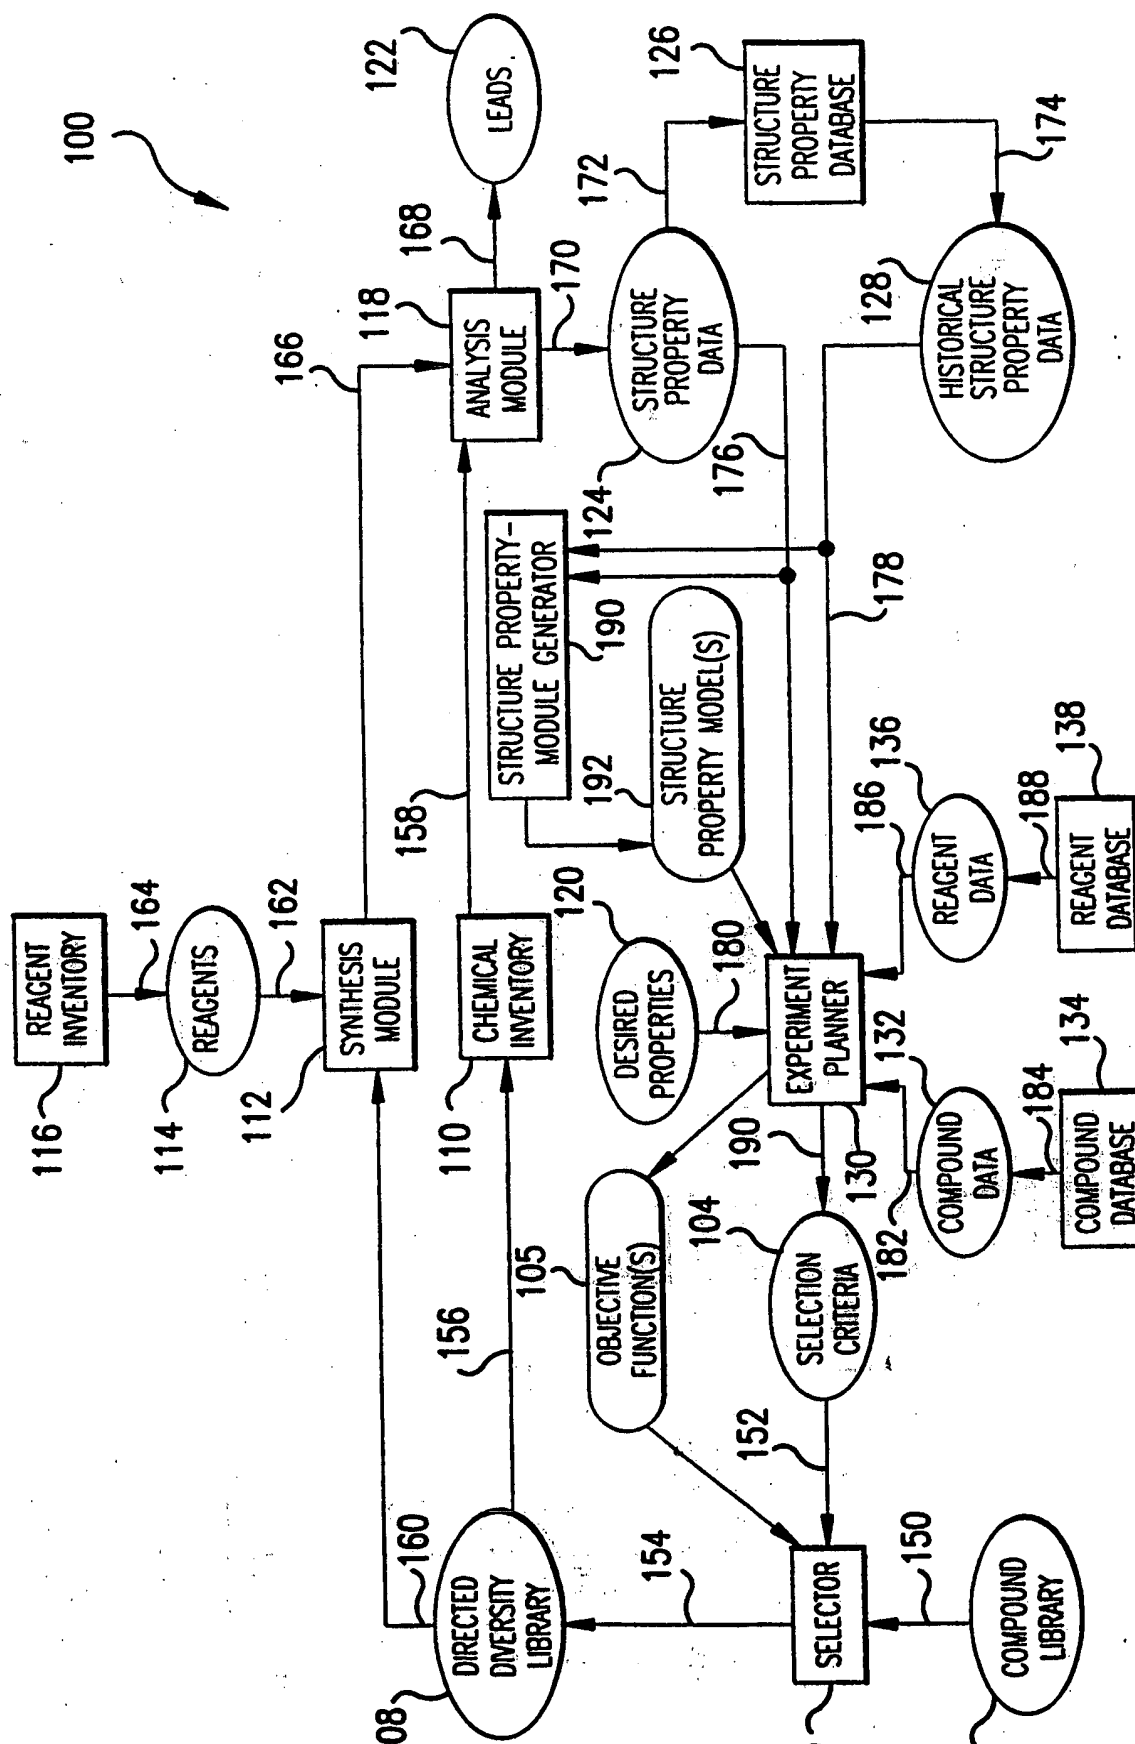 100
REAGENT
INVENTORY
116
164
REAGENTS
114
162
SYNTHESIS
MODULE
112
166
160
DIRECTED
DIVERSITY
LIBRARY
08
156
CHEMICAL
INVENTORY
110
158
ANALYSIS
MODULE
118
168
LEADS
122
170
STRUCTURE PROPERTY-
MODULE GENERATOR
190
124
STRUCTURE
PROPERTY
DATA
172
STRUCTURE
PROPERTY
DATABASE
126
192
STRUCTURE
PROPERTY MODEL(S)
176
174
HISTORICAL
STRUCTURE
PROPERTY
DATA
128
178
DESIRED
PROPERTIES
120
180
105
OBJECTIVE
FUNCTION(S)
EXPERIMENT
PLANNER
130
190
104
SELECTION
CRITERIA
152
154
SELECTOR
150
COMPOUND
LIBRARY
132
COMPOUND
DATA
182
184
COMPOUND
DATABASE
134
136
186
REAGENT
DATA
188
REAGENT
DATABASE
138